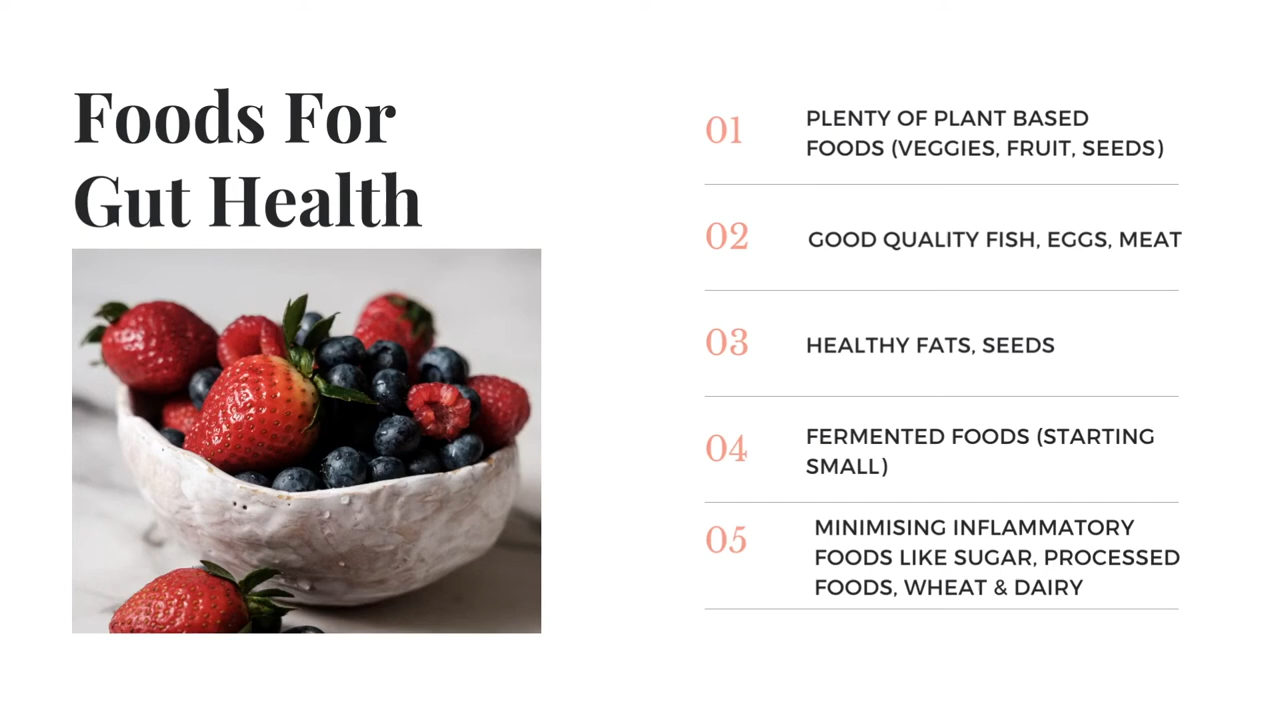 Foods For
Gut Health
01
PLENTY OF PLANT BASED
FOODS (VEGGIES, FRUIT, SEEDS)
02
GOOD QUALITY FISH, EGGS, MEAT
03
HEALTHY FATS, SEEDS
04
FERMENTED FOODS (STARTING
SMALL)
05
MINIMISING INFLAMMATORY
FOODS LIKE SUGAR, PROCESSED
FOODS, WHEAT & DAIRY